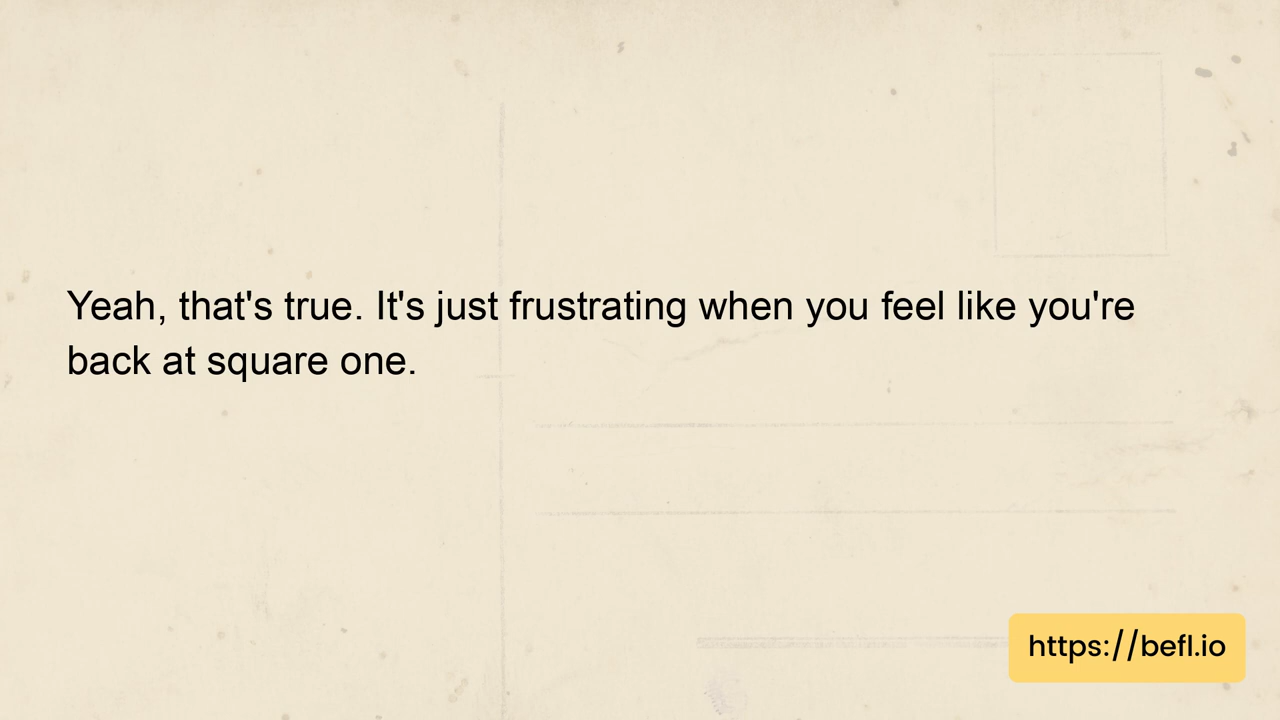 Yeah, that's true. It's just frustrating when you feel like you're
back at square one.
https://befl.io